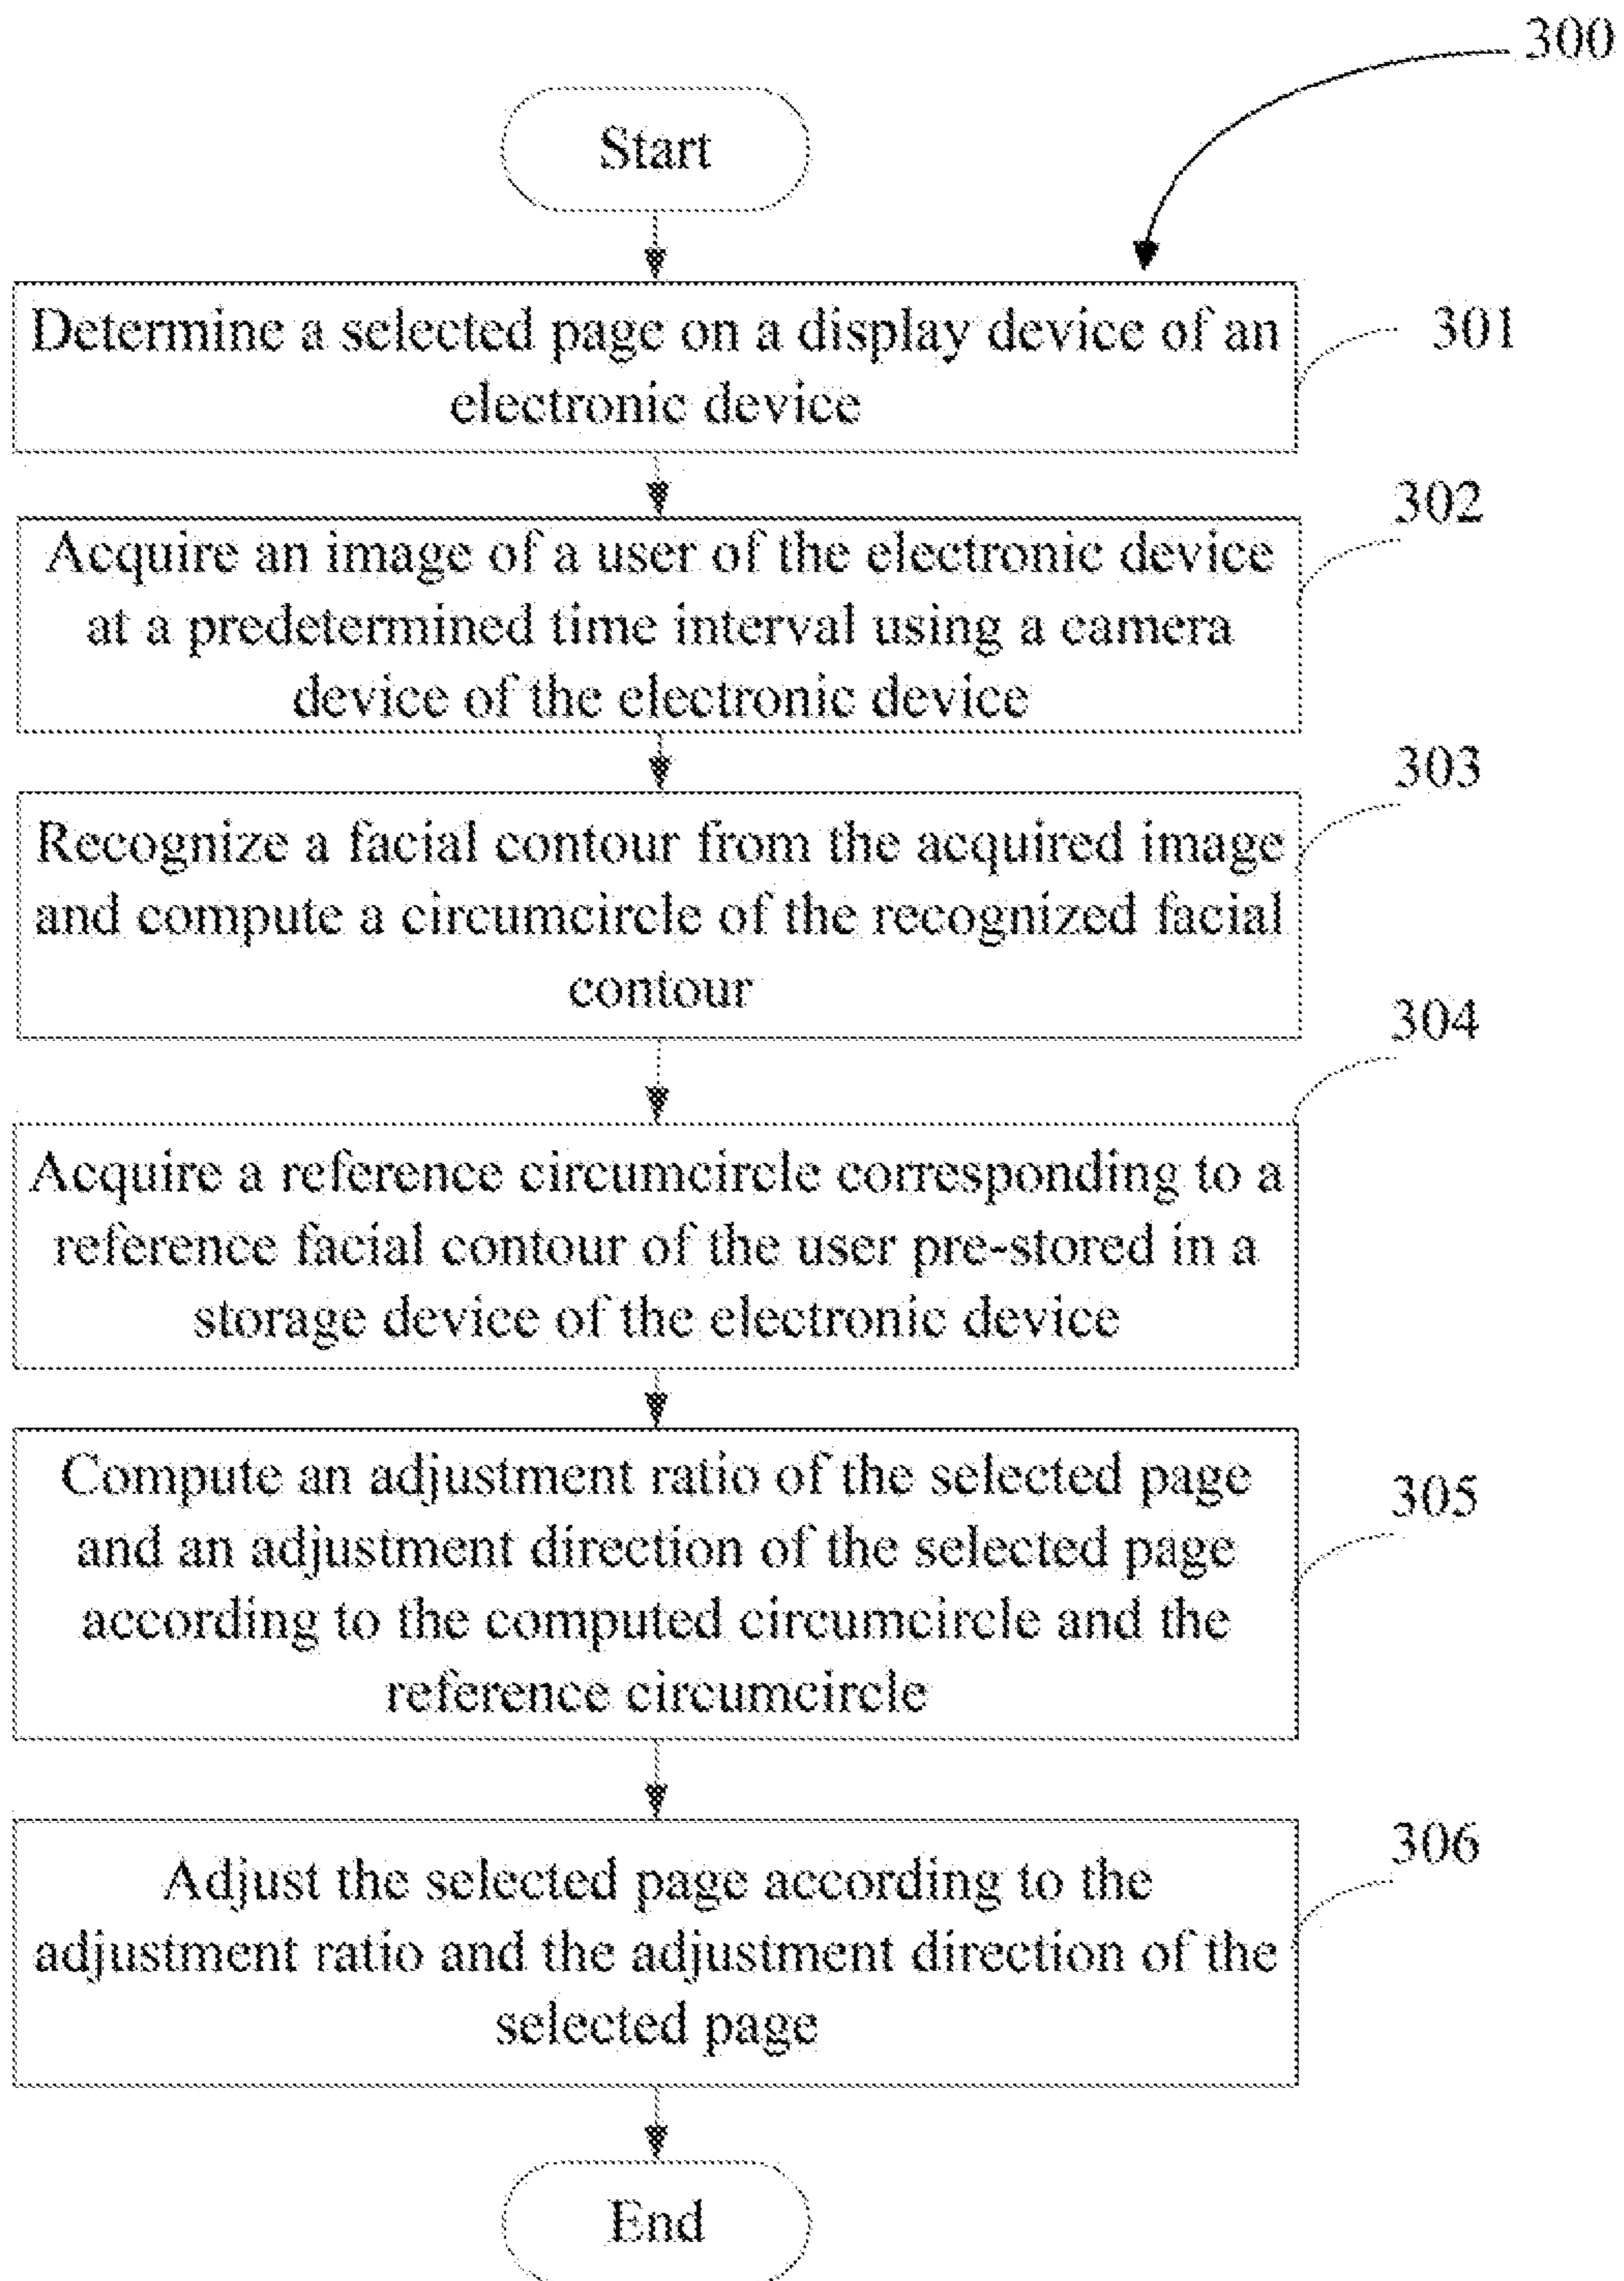 300
Start
Determine a selected page on a display device of an
electronic device
301
302
Acquire an image of a user of the electronic device
at a predetermined time interval using a camera
device of the electronic device
303
Recognize a facial contour from the acquired image
and compute a circumcircle of the recognized facial
contour
304
Acquire a reference circumcircle corresponding to a
reference facial contour of the user pre-stored in a
storage device of the electronic device
Compute an adjustment ratio of the selected page
and an adjustment direction of the selected page
according to the computed circumcircle and the
reference circumcircle
305
306
Adjust the selected page according to the
adjustment ratio and the adjustment direction of the
selected page
End